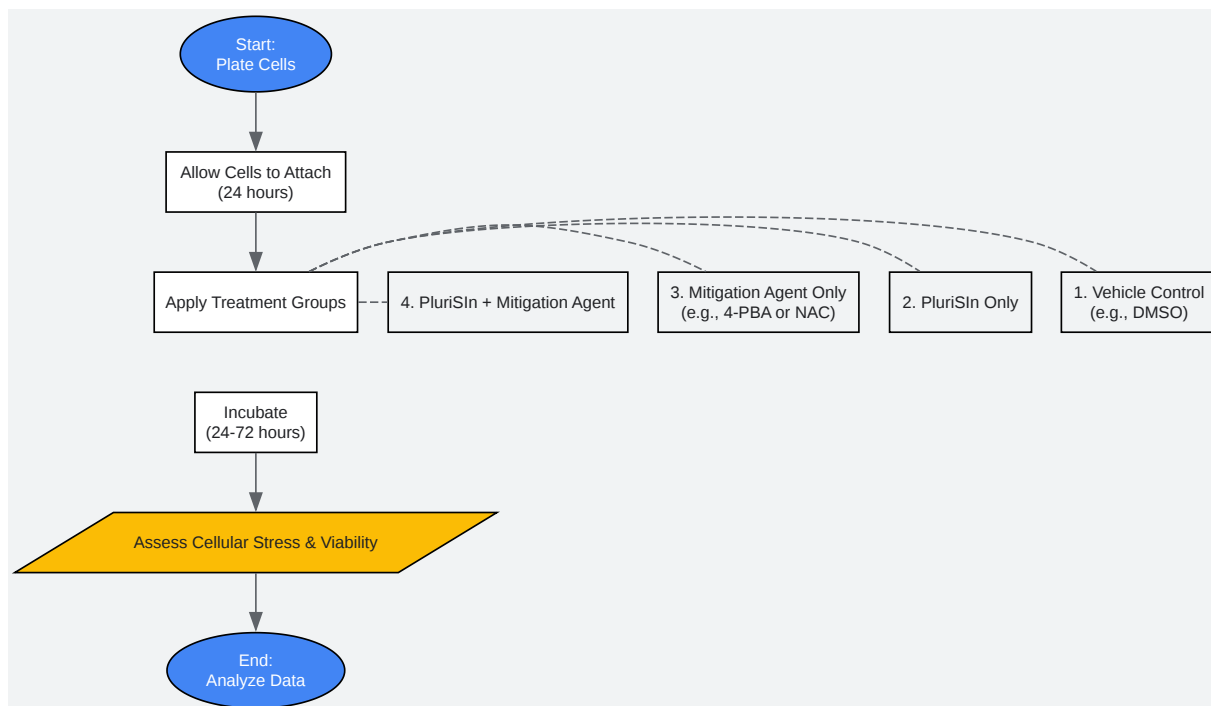 Start:
Plate Cells
Allow Cells to Attach
(24 hours)
Apply Treatment Groups
4. PluriSIn + Mitigation Agent
3. Mitigation Agent Only
(e.g., 4-PBA or NAC)
2. PluriSIn Only
1. Vehicle Control
(e.g., DMSO)
Incubate
(24-72 hours)
Assess Cellular Stress & Viability
End:
Analyze Data